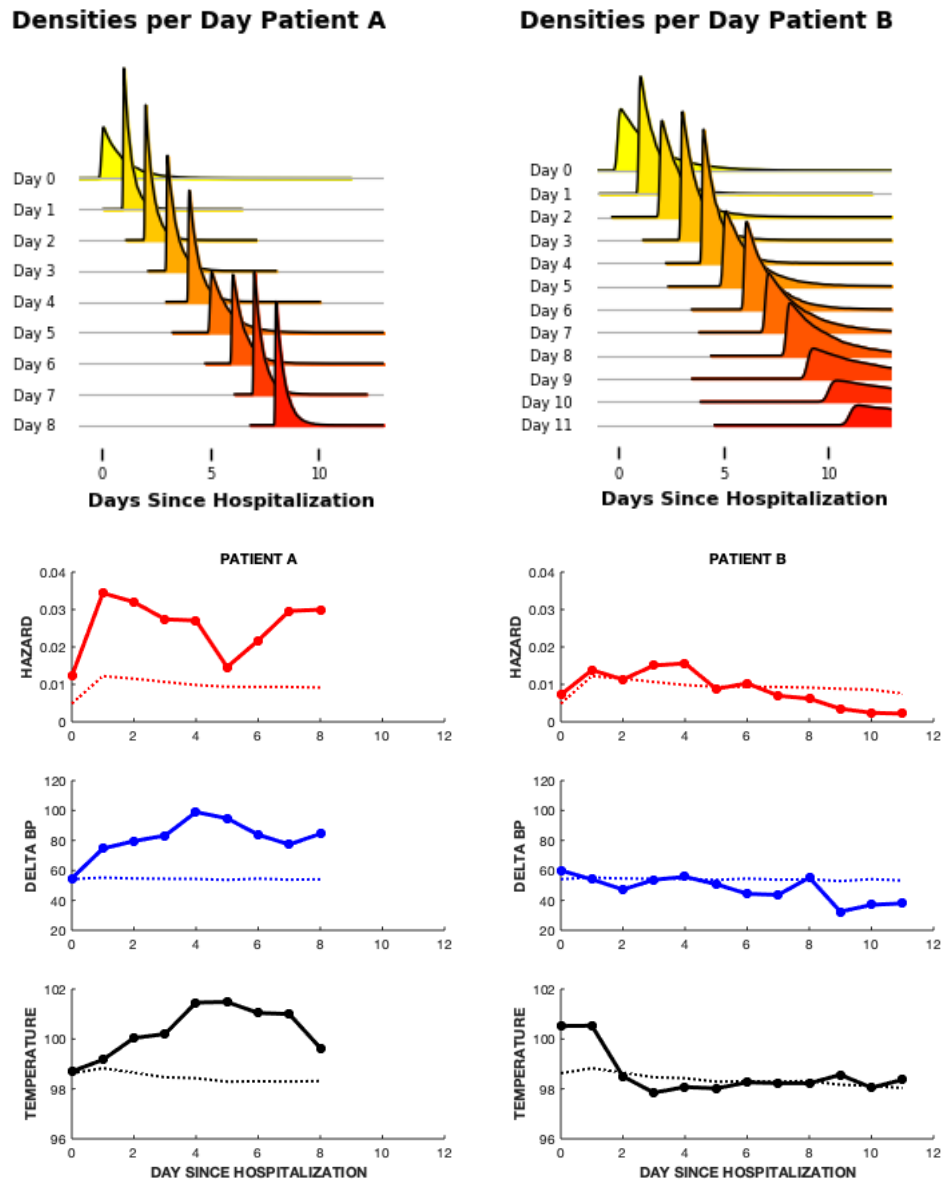 Densities per Day Patient A
Day 0
Day 1
Day 2
Day 3
Day 4
Day 5
Day 6
Day 7
Day 8
0 5 10
Days Since Hospitalization
Densities per Day Patient B
Day 0
Day 1
Day 2
Day 3
Day 4
Day 5
Day 6
Day 7
Day 8
Day 9
Day 10
Day 11
0 5 10
Days Since Hospitalization
PATIENT A
HAZARD
0.04
0.03
0.02
0.01
0
0 2 4 6 8 10 12
DELTA BP
120
100
80
60
40
20
0 2 4 6 8 10 12
TEMPERATURE
102
100
98
96
0 2 4 6 8 10 12
DAY SINCE HOSPITALIZATION
PATIENT B
HAZARD
0.04
0.03
0.02
0.01
0
0 2 4 6 8 10 12
DELTA BP
120
100
80
60
40
20
0 2 4 6 8 10 12
TEMPERATURE
102
100
98
96
0 2 4 6 8 10 12
DAY SINCE HOSPITALIZATION